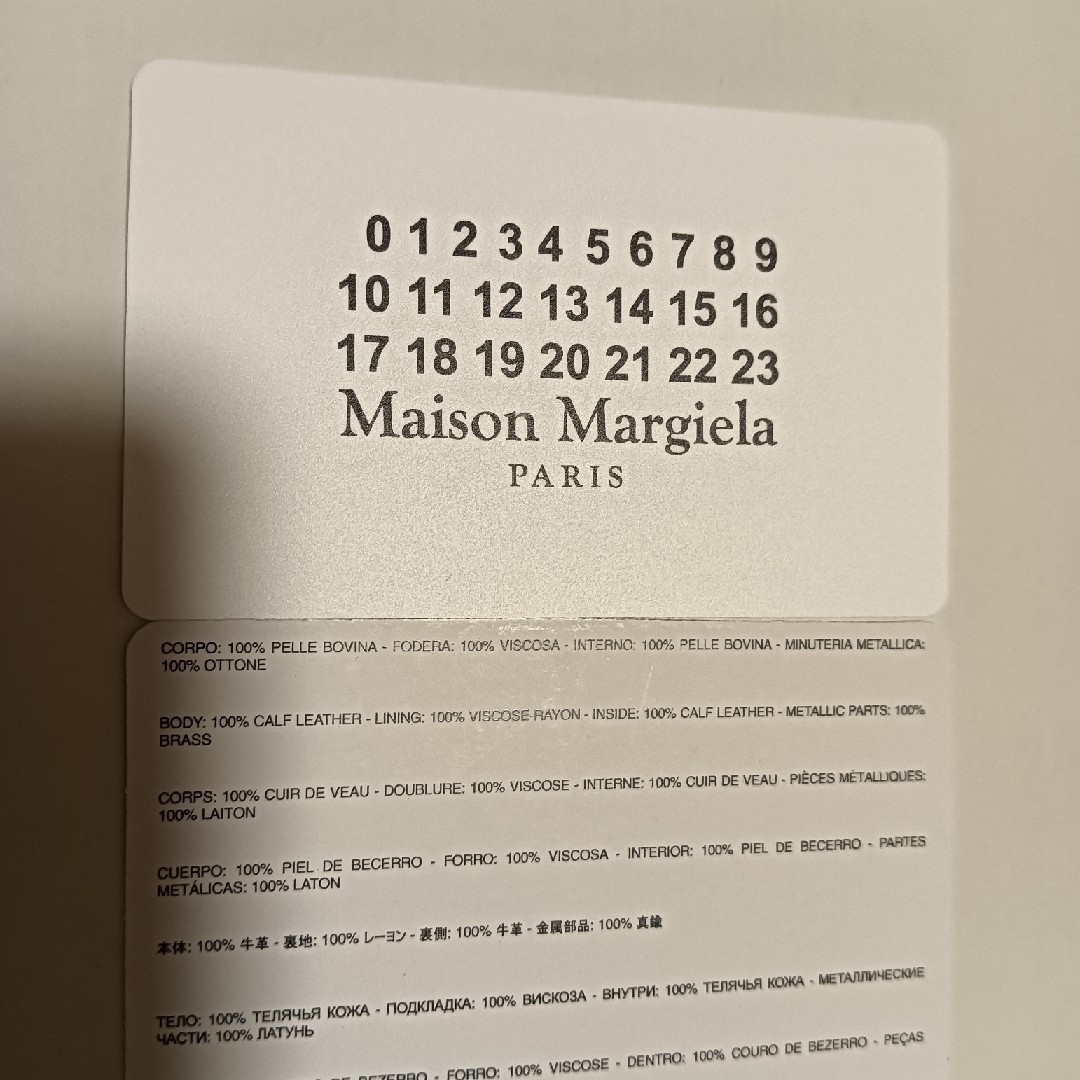 0 1 2 3 4 5 6 7 8 9
10 11 12 13 14 15 16
17 18 19 20 21 22 23
Maison Margiela
PARIS
CORPO: 100% PELLE BOVINA - FODERA: 100% VISCOSA - INTERNO: 100% PELLE BOVINA - MINUTERIA METALLICA:
100% OTTONE
BODY: 100% CALF LEATHER - LINING: 100% VISCOSE RAYON - INSIDE: 100% CALF LEATHER - METALLIC PARTS: 100%
BRASS
CORPS: 100% CUIR DE VEAU - DOUBLURE: 100% VISCOSE - INTERNE: 100% CUIR DE VEAU - PIÈCES MÉTALLIQUES:
100% LAITON
CUERPO: 100% PIEL DE BECERRO - FORRO: 100% VISCOSA - INTERIOR: 100% PIEL DE BECERRO - PARTES
METÁLICAS: 100% LATON
本体: 100% 牛革 - 裏地: 100% レーヨン - 裏側: 100% 牛革 - 金属部品: 100% 真鍮
ТЕЛО: 100% ТЕЛЯЧЬЯ КОЖА - ПОДКЛАДКА: 100% ВИСКОЗА - ВНУТРИ: 100% ТЕЛЯЧЬЯ КОЖА - МЕТАЛЛИЧЕСКИЕ
ЧАСТИ: 100% ЛАТУНЬ
DE BEZERRO - FORRO: 100% VISCOSE - DENTRO: 100% COURO DE BEZERRO - PEÇAS